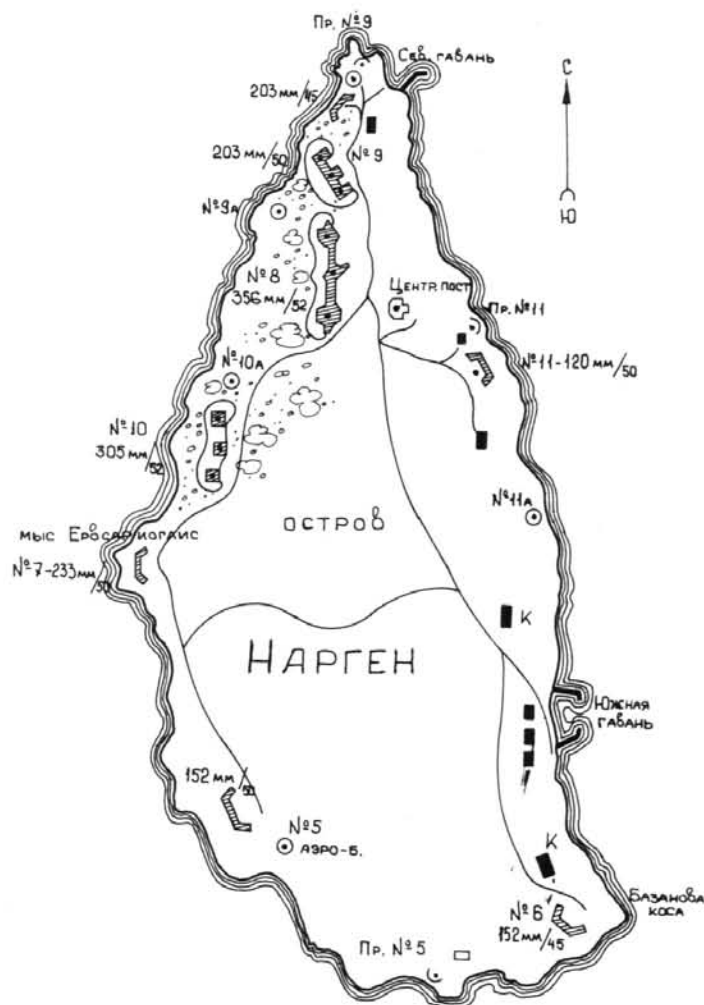 Пр. №9
Сев. гавань
203 мм/45
С
Ю
203 мм/50
№9
№9А
№8
356 мм/52
Центр. пост
Пр. №11
№11-120 мм/50
№10А
№10
305 мм/52
№11А
остров
мыс
№7-233 мм/50
К
Нарген
Южная
гавань
152 мм/50
№5
аэро-б.
К
Базанова
коса
№6
152 мм/45
Пр. №5